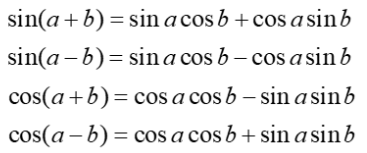 sin(a + b) = sin a cos b + cos a sin b
sin(a − b) = sin a cos b − cos a sin b
cos(a + b) = cos a cos b − sin a sin b
cos(a − b) = cos a cos b + sin a sin b